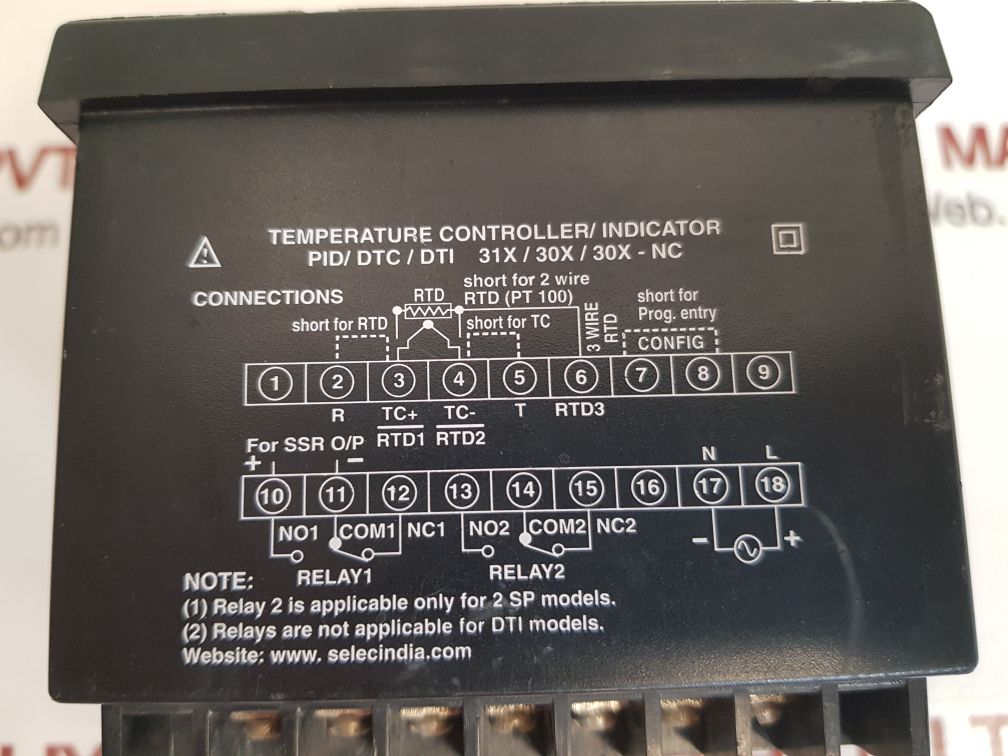 TEMPERATURE CONTROLLER/ INDICATOR
PID/ DTC / DTI 31X / 30X / 30X - NC
CONNECTIONS
short for RTD
RTD
short for 2 wire
RTD (PT 100)
short for TC
3 WIRE
RTD
short for
Prog. entry
CONFIG
1 2 3 4 5 6 7 8 9
R TC+ TC- T RTD3
RTD1 RTD2
For SSR O/P
+ -
N L
10 11 12 13 14 15 16 17 18
NO1 COM1 NC1 NO2 COM2 NC2
- +
RELAY1 RELAY2
NOTE:
(1) Relay 2 is applicable only for 2 SP models.
(2) Relays are not applicable for DTI models.
Website: www. selecindia.com
PVT
om
MA
Web.